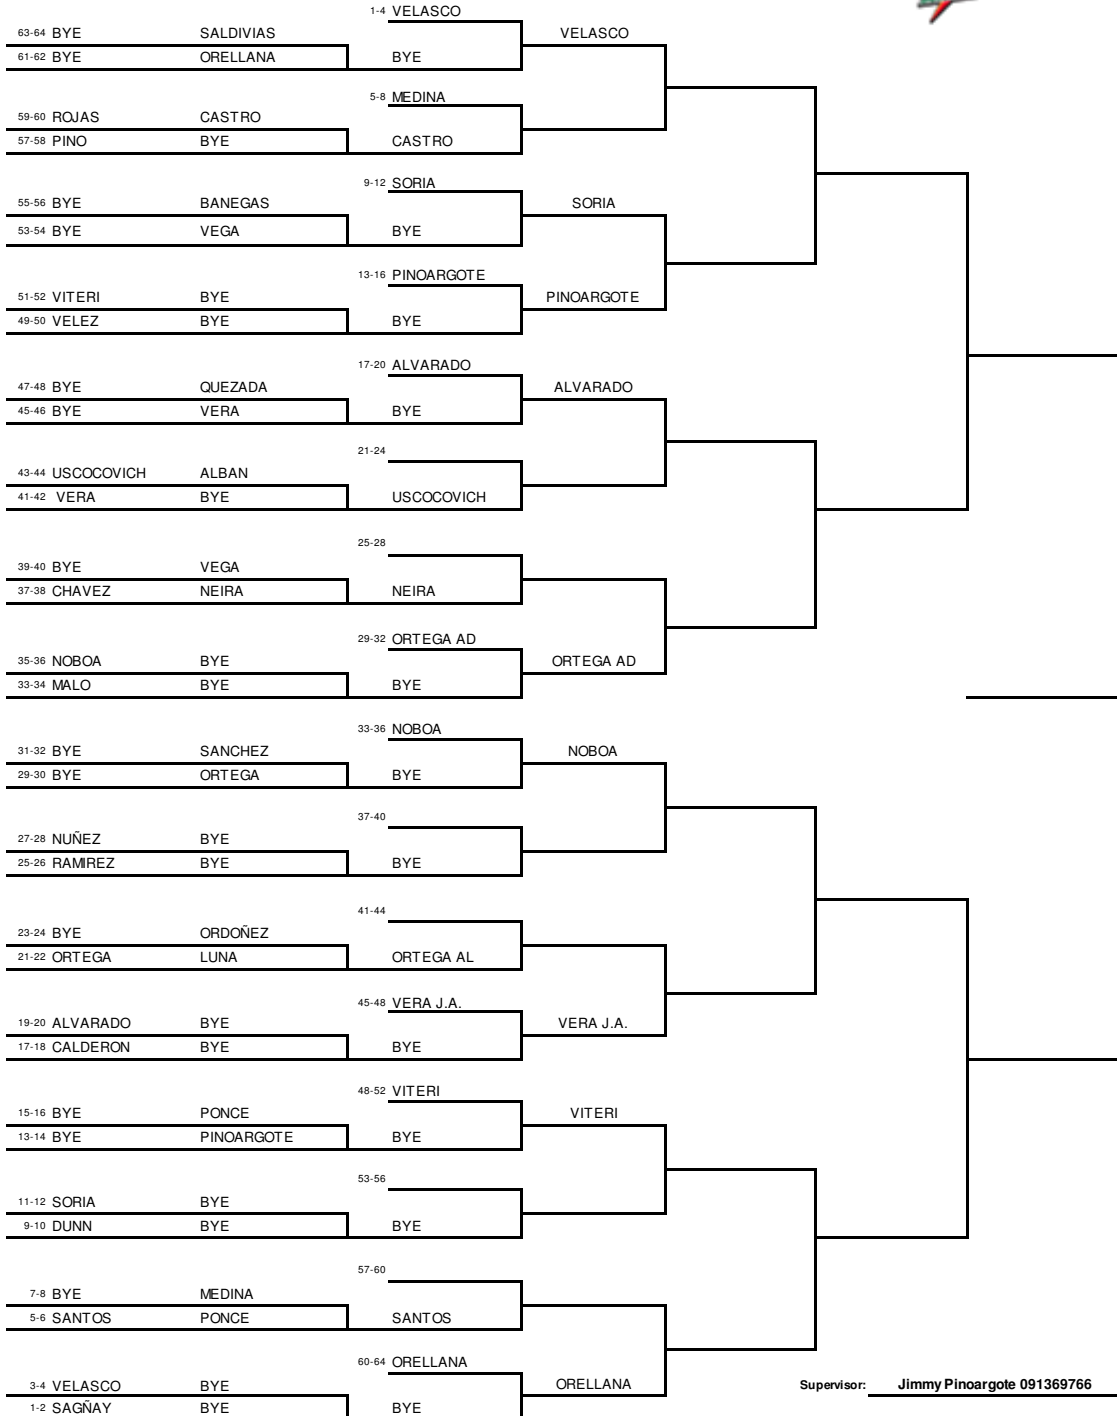 1-4 VELASCO
63-64 BYE SALDIVIAS VELASCO
61-62 BYE ORELLANA BYE
5-8 MEDINA
59-60 ROJAS CASTRO
57-58 PINO BYE CASTRO
9-12 SORIA
55-56 BYE BANEGAS SORIA
53-54 BYE VEGA BYE
13-16 PINOARGOTE
51-52 VITERI BYE PINOARGOTE
49-50 VELEZ BYE BYE
17-20 ALVARADO
47-48 BYE QUEZADA ALVARADO
45-46 BYE VERA BYE
21-24
43-44 USCOCOVICH ALBAN
41-42 VERA BYE USCOCOVICH
25-28
39-40 BYE VEGA
37-38 CHAVEZ NEIRA NEIRA
29-32 ORTEGA AD
35-36 NOBOA BYE ORTEGA AD
33-34 MALO BYE BYE
33-36 NOBOA
31-32 BYE SANCHEZ NOBOA
29-30 BYE ORTEGA BYE
37-40
27-28 NUÑEZ BYE
25-26 RAMIREZ BYE BYE
41-44
23-24 BYE ORDOÑEZ
21-22 ORTEGA LUNA ORTEGA AL
45-48 VERA J.A.
19-20 ALVARADO BYE VERA J.A.
17-18 CALDERON BYE BYE
48-52 VITERI
15-16 BYE PONCE VITERI
13-14 BYE PINOARGOTE BYE
53-56
11-12 SORIA BYE
9-10 DUNN BYE BYE
57-60
7-8 BYE MEDINA
5-6 SANTOS PONCE SANTOS
60-64 ORELLANA
3-4 VELASCO BYE ORELLANA Supervisor: Jimmy Pinoargote 091369766
1-2 SAGÑAY BYE BYE